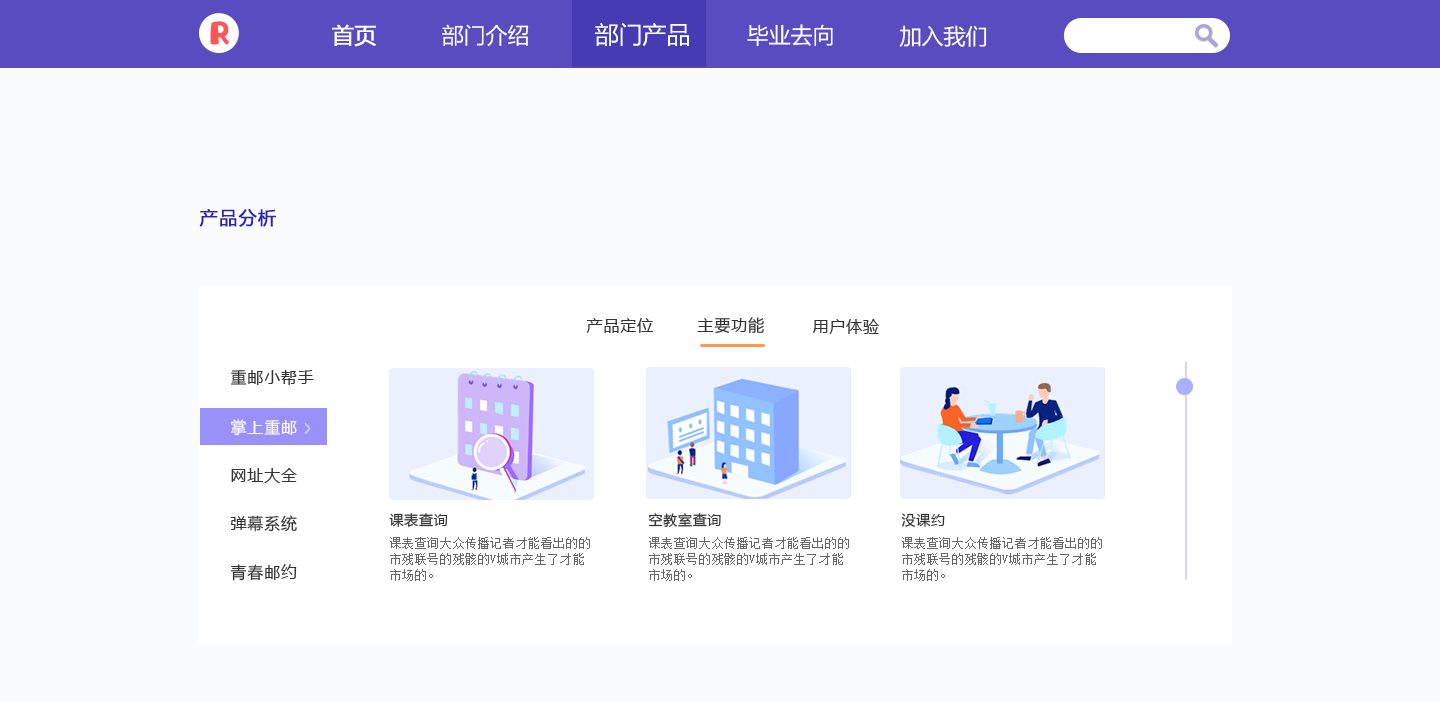 R
首页
部门介绍
部门产品
毕业去向
加入我们
产品分析
产品定位
主要功能
用户体验
重邮小帮手
掌上重邮
网址大全
弹幕系统
青春邮约
课表查询
课表查询大众传播记者才能看出的的
市残联号的残骸的V城市产生了才能
市场的。
空教室查询
课表查询大众传播记者才能看出的的
市残联号的残骸的V城市产生了才能
市场的。
没课约
课表查询大众传播记者才能看出的的
市残联号的残骸的V城市产生了才能
市场的。